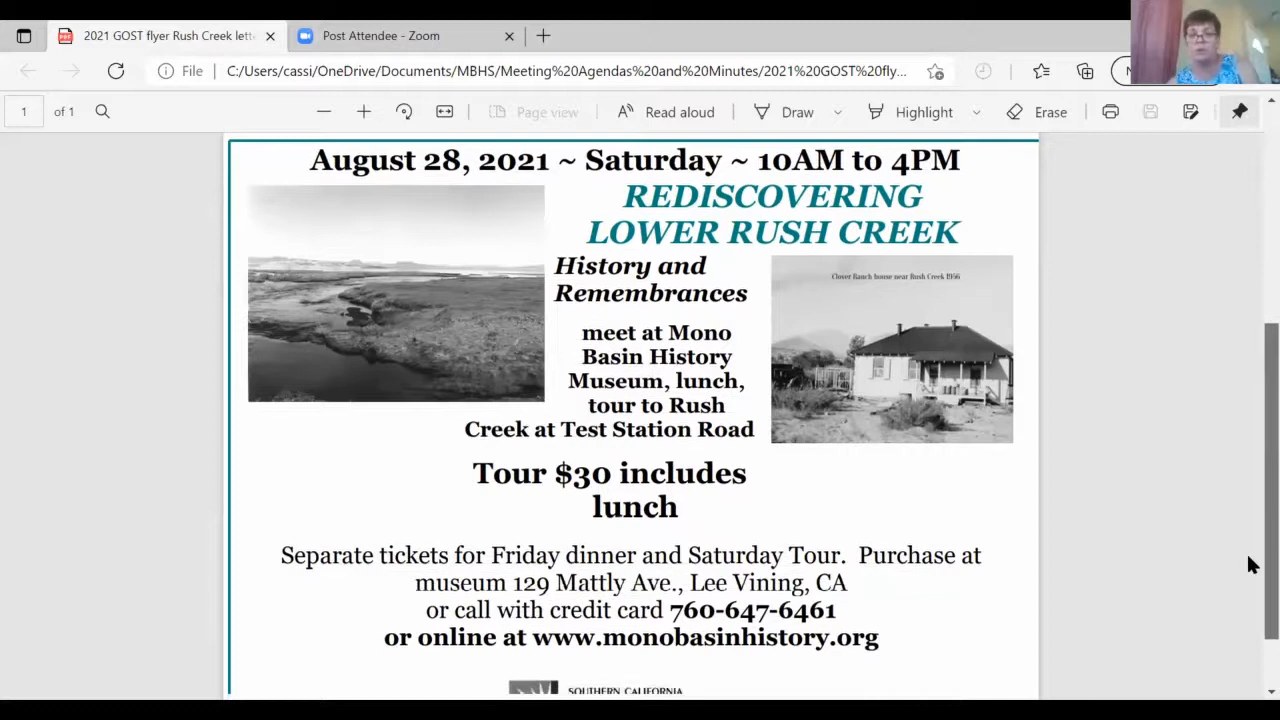 2021 GOST flyer Rush Creek lett
Post Attendee - Zoom
File
C:/Users/cassi/OneDrive/Documents/MBHS/Meeting%20Agendas%20and%20Minutes/2021%20GOST%20fly...
1 of 1
Page view
Read aloud
Draw
Highlight
Erase
August 28, 2021 ~ Saturday ~ 10AM to 4PM
REDISCOVERING
LOWER RUSH CREEK
History and
Remembrances
Clover Ranch house near Rush Creek 1956
meet at Mono
Basin History
Museum, lunch,
tour to Rush
Creek at Test Station Road
Tour $30 includes
lunch
Separate tickets for Friday dinner and Saturday Tour. Purchase at
museum 129 Mattly Ave., Lee Vining, CA
or call with credit card 760-647-6461
or online at www.monobasinhistory.org
SOUTHERN CALIFORNIA